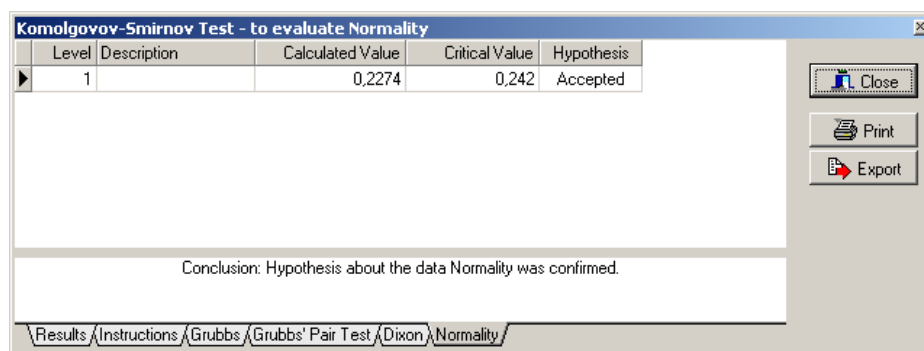 Komolgovov-Smirnov Test - to evaluate Normality
Level Description Calculated Value Critical Value Hypothesis
1 0,2274 0,242 Accepted
Close
Print
Export
Conclusion: Hypothesis about the data Normality was confirmed.
Results Instructions Grubbs Grubbs' Pair Test Dixon Normality